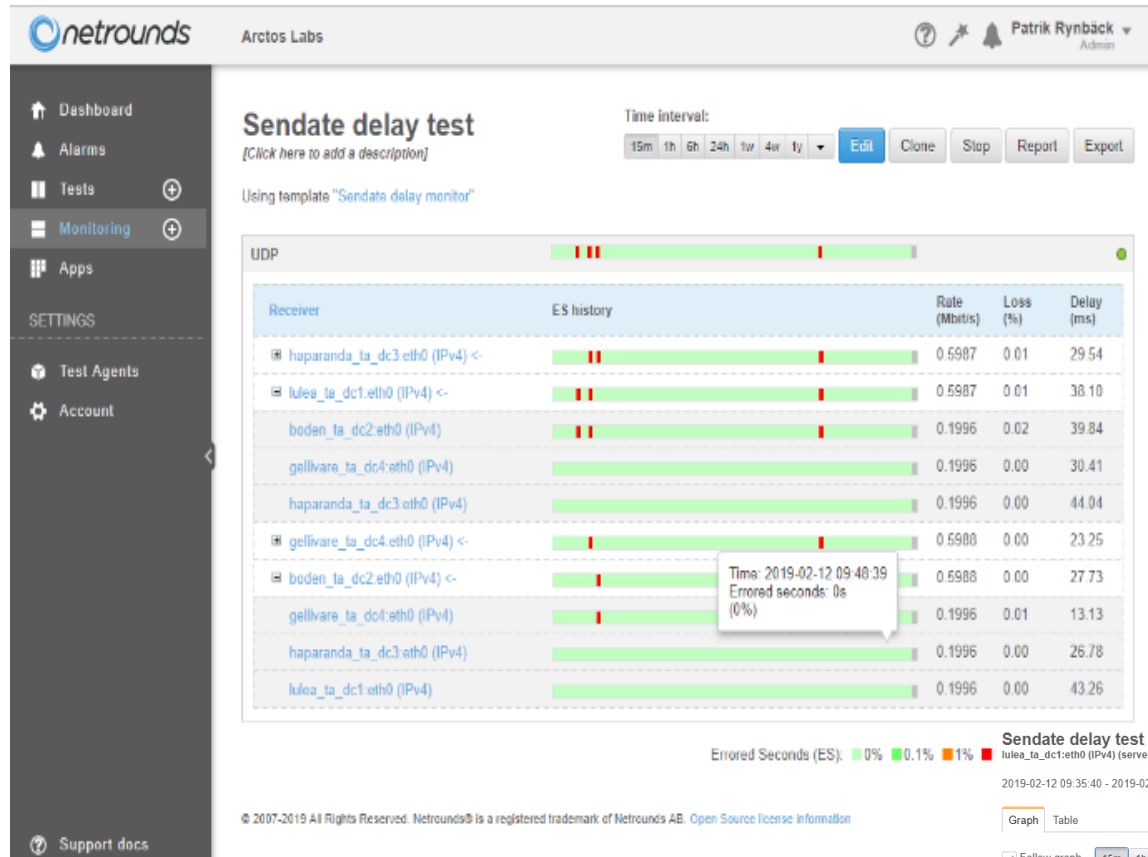 netrounds
Arctos Labs
Patrik Rynbäck
Admin
Dashboard
Alarms
Tests
Monitoring
Apps
SETTINGS
Test Agents
Account
Support docs
Sendate delay test
[Click here to add a description]
Using template "Sendate delay monitor"
Time interval:
15m 1h 6h 24h 1w 4w 1y
Edit Clone Stop Report Export
UDP
Receiver ES history Rate (Mbit/s) Loss (%) Delay (ms)
haparanda_ta_dc3:eth0 (IPv4) <- 0.5987 0.01 29.54
lulea_ta_dc1:eth0 (IPv4) <- 0.5987 0.01 38.10
boden_ta_dc2:eth0 (IPv4) 0.1996 0.02 39.84
gellivare_ta_dc4:eth0 (IPv4) 0.1996 0.00 30.41
haparanda_ta_dc3:eth0 (IPv4) 0.1996 0.00 44.04
gellivare_ta_dc4:eth0 (IPv4) <- 0.5988 0.00 23.25
boden_ta_dc2:eth0 (IPv4) <- 0.5988 0.00 27.73
gellivare_ta_dc4:eth0 (IPv4) 0.1996 0.01 13.13
haparanda_ta_dc3:eth0 (IPv4) 0.1996 0.00 26.78
lulea_ta_dc1:eth0 (IPv4) 0.1996 0.00 43.26
Time: 2019-02-12 09:48:39
Errored seconds: 0s
(0%)
Errored Seconds (ES): 0% 0.1% 1%
© 2007-2019 All Rights Reserved. Netrounds® is a registered trademark of Netrounds AB. Open Source license information
Sendate delay test
lulea_ta_dc1:eth0 (IPv4) (serve
2019-02-12 09:35:40 - 2019-02
Graph Table
Follow graph 15m 1h